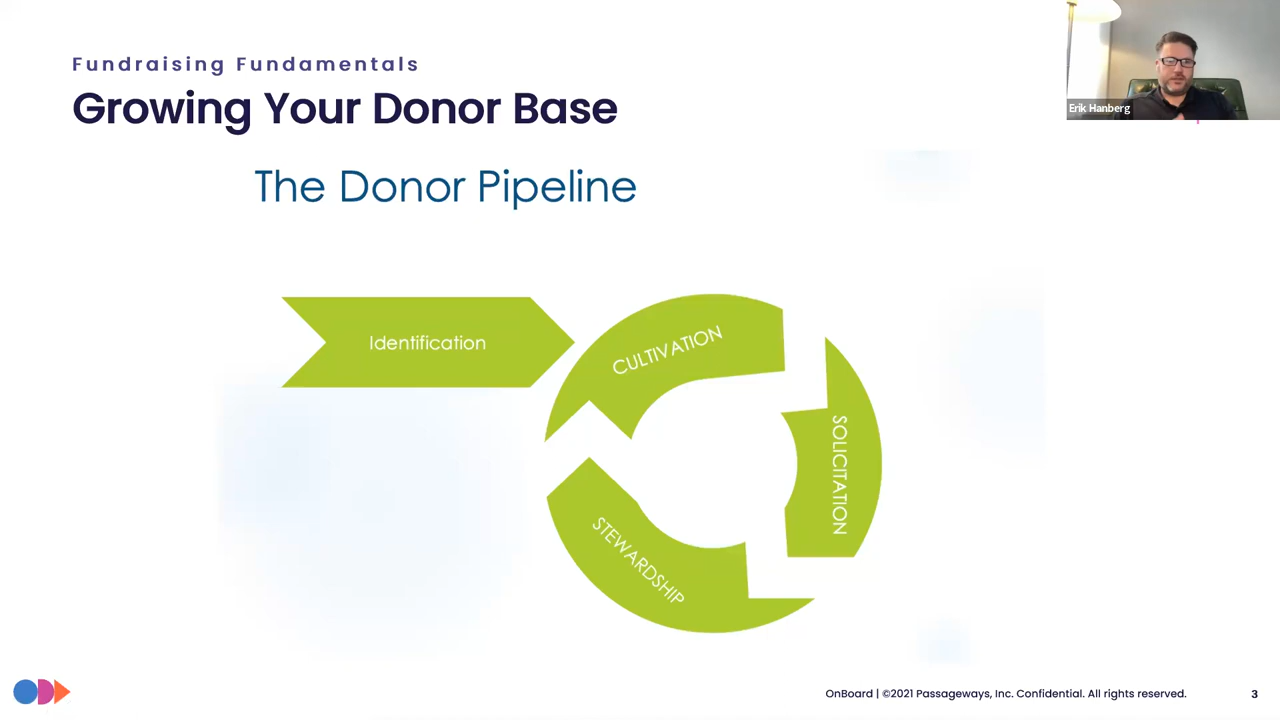 Fundraising Fundamentals
Growing Your Donor Base
Erik Hanberg
The Donor Pipeline
Identification
CULTIVATION
SOLICITATION
STEWARDSHIP
OnBoard | ©2021 Passageways, Inc. Confidential. All rights reserved.
3